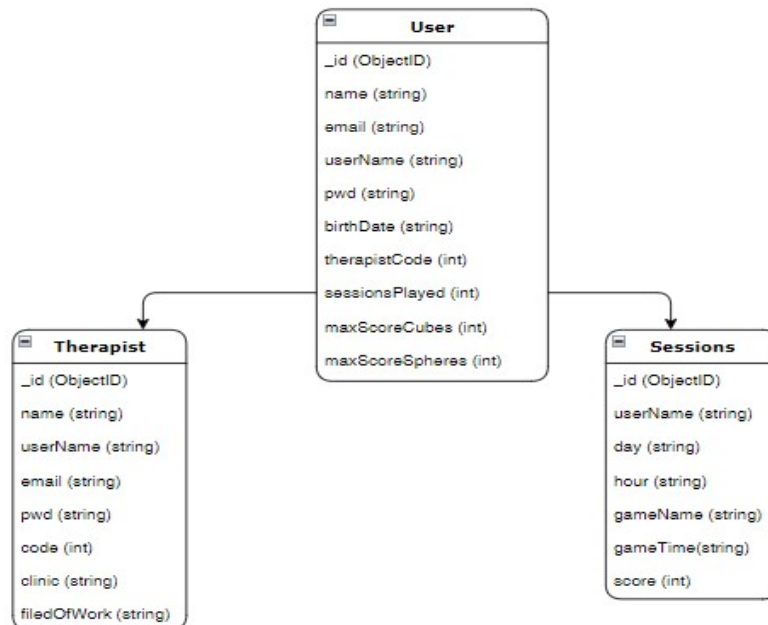 User
_id (ObjectID)
name (string)
email (string)
userName (string)
pwd (string)
birthDate (string)
therapistCode (int)
sessionsPlayed (int)
maxScoreCubes (int)
maxScoreSpheres (int)
Therapist
_id (ObjectID)
name (string)
userName (string)
email (string)
pwd (string)
code (int)
clinic (string)
filedOfWork (string)
Sessions
_id (ObjectID)
userName (string)
day (string)
hour (string)
gameName (string)
gameTime(string)
score (int)